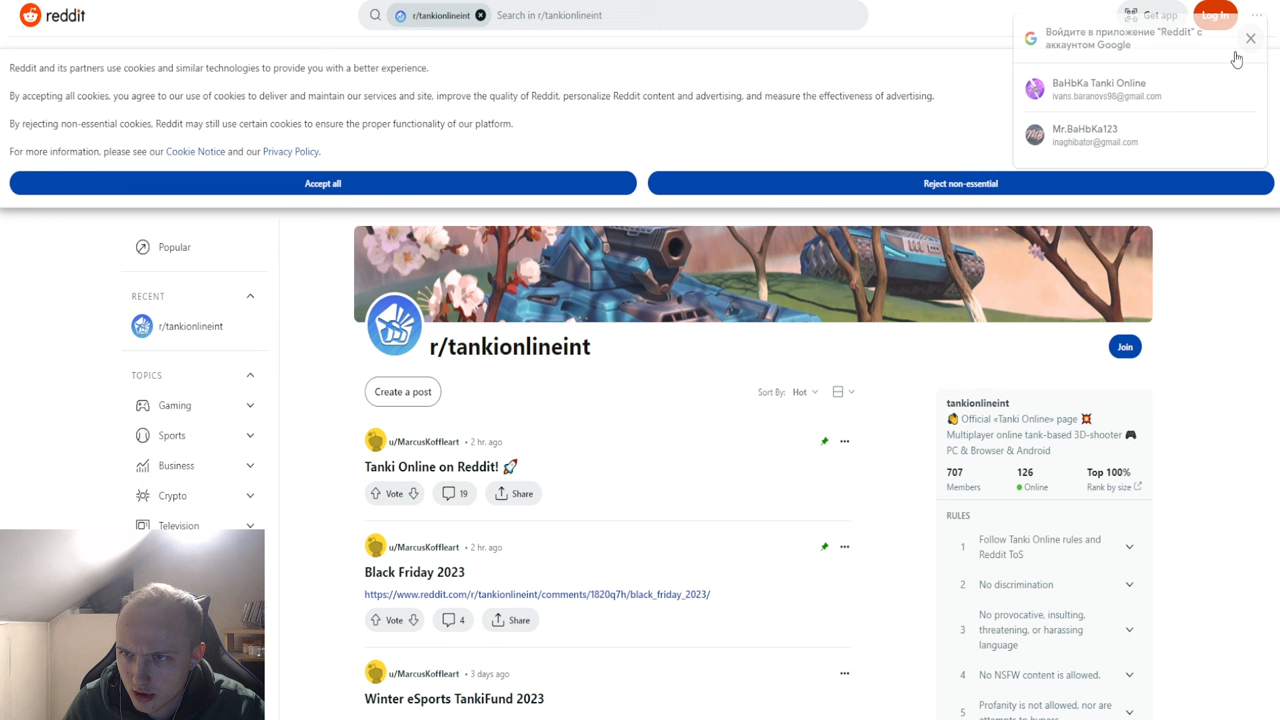 reddit
r/tankionlineint
Search in r/tankionlineint
Get app
Log In
Войдите в приложение "Reddit" с
аккаунтом Google
BaHbKa Tanki Online
ivans.baranovs98@gmail.com
Mr.BaHbKa123
inaghibator@gmail.com
Reddit and its partners use cookies and similar technologies to provide you with a better experience.
By accepting all cookies, you agree to our use of cookies to deliver and maintain our services and site, improve the quality of Reddit, personalize Reddit content and advertising, and measure the effectiveness of advertising.
By rejecting non-essential cookies, Reddit may still use certain cookies to ensure the proper functionality of our platform.
For more information, please see our Cookie Notice and our Privacy Policy.
Accept all
Reject non-essential
Popular
RECENT
r/tankionlineint
TOPICS
Gaming
Sports
Business
Crypto
Television
r/tankionlineint
Join
Create a post
Sort By: Hot
u/MarcusKoffleart • 2 hr. ago
Tanki Online on Reddit! 🚀
Vote
19
Share
u/MarcusKoffleart • 2 hr. ago
Black Friday 2023
https://www.reddit.com/r/tankionlineint/comments/1820q7h/black_friday_2023/
Vote
4
Share
u/MarcusKoffleart • 3 days ago
Winter eSports TankiFund 2023
tankionlineint
Official «Tanki Online» page 💥
Multiplayer online tank-based 3D-shooter 🎮
PC & Browser & Android
707
126
Top 100%
Members
Online
Rank by size
RULES
1 Follow Tanki Online rules and
Reddit ToS
2 No discrimination
3 No provocative, insulting,
threatening, or harassing
language
4 No NSFW content is allowed.
5 Profanity is not allowed, nor are
attempts to bypass